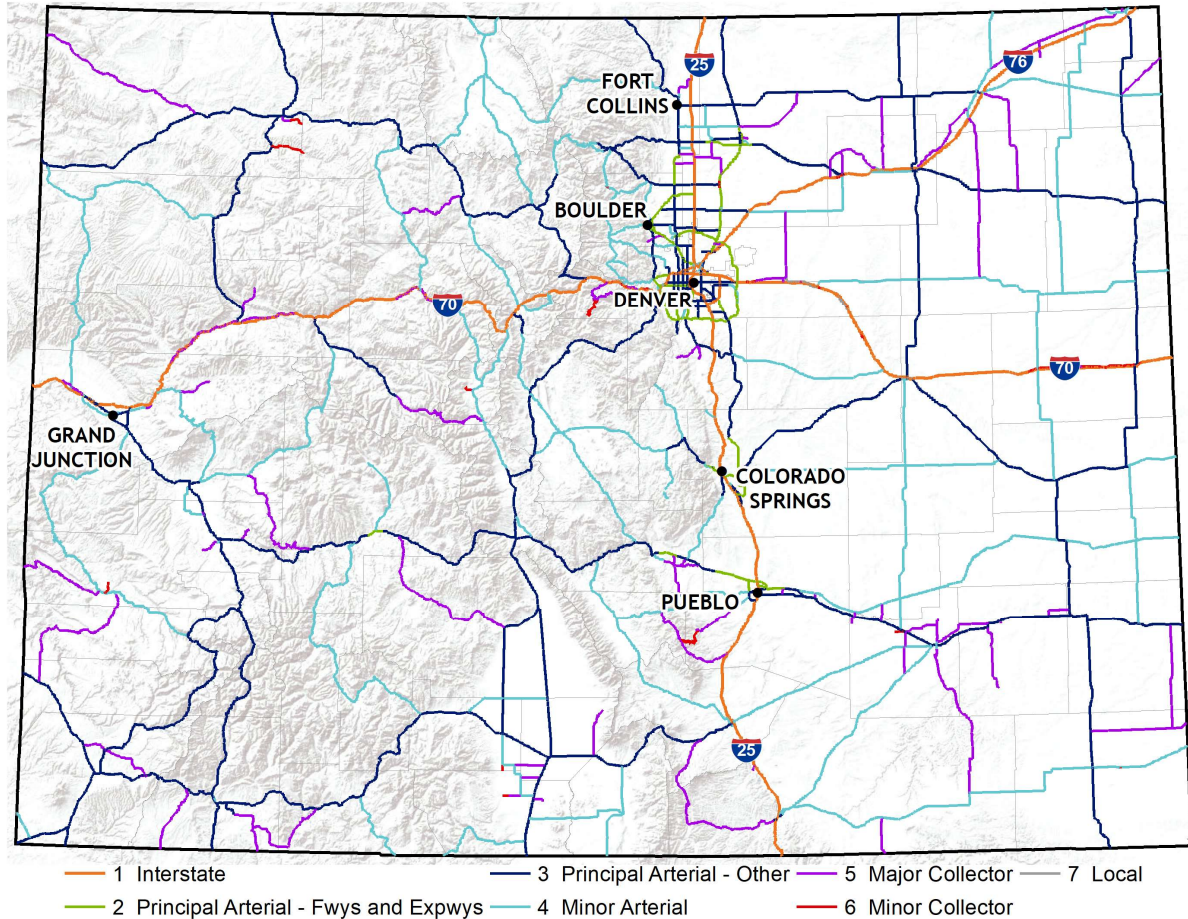 25
76
FORT
COLLINS
BOULDER
70
DENVER
70
GRAND
JUNCTION
COLORADO
SPRINGS
PUEBLO
25
1 Interstate
3 Principal Arterial - Other
5 Major Collector
7 Local
2 Principal Arterial - Fwys and Expwys
4 Minor Arterial
6 Minor Collector